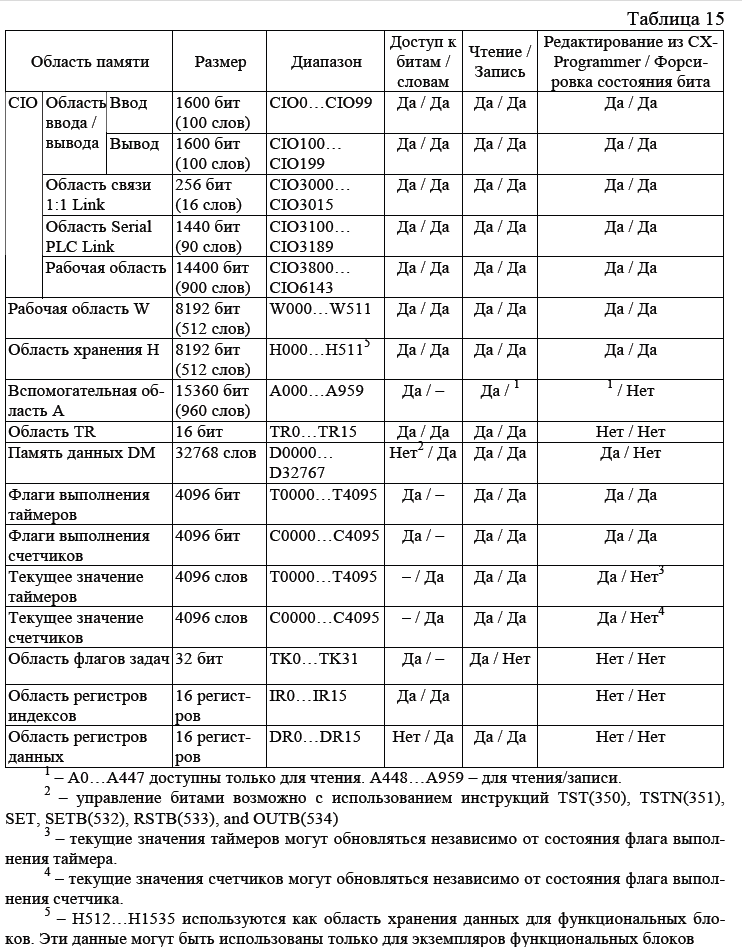 Таблица 15
Область памяти | Размер | Диапазон | Доступ к битам / словам | Чтение / Запись | Редактирование из CX-Programmer / Форсировка состояния бита
CIO | Область ввода / вывода | Ввод | 1600 бит (100 слов) | CIO0…CIO99 | Да / Да | Да / Да | Да / Да
Вывод | 1600 бит (100 слов) | CIO100…CIO199 | Да / Да | Да / Да | Да / Да
Область связи 1:1 Link | 256 бит (16 слов) | CIO3000…CIO3015 | Да / Да | Да / Да | Да / Да
Область Serial PLC Link | 1440 бит (90 слов) | CIO3100…CIO3189 | Да / Да | Да / Да | Да / Да
Рабочая область | 14400 бит (900 слов) | CIO3800…CIO6143 | Да / Да | Да / Да | Да / Да
Рабочая область W | 8192 бит (512 слов) | W000…W511 | Да / Да | Да / Да | Да / Да
Область хранения H | 8192 бит (512 слов) | H000…H511⁵ | Да / Да | Да / Да | Да / Да
Вспомогательная область A | 15360 бит (960 слов) | A000…A959 | Да / – | Да / ¹ | ¹ / Нет
Область TR | 16 бит | TR0…TR15 | Да / Да | Да / Да | Нет / Нет
Память данных DM | 32768 слов | D0000…D32767 | Нет² / Да | Да / Да | Да / Нет
Флаги выполнения таймеров | 4096 бит | T0000…T4095 | Да / – | Да / Да | Да / Да
Флаги выполнения счетчиков | 4096 бит | C0000…C4095 | Да / – | Да / Да | Да / Да
Текущее значение таймеров | 4096 слов | T0000…T4095 | – / Да | Да / Да | Да / Нет³
Текущее значение счетчиков | 4096 слов | C0000…C4095 | – / Да | Да / Да | Да / Нет⁴
Область флагов задач | 32 бит | TK0…TK31 | Да / – | Да / Нет | Нет / Нет
Область регистров индексов | 16 регистров | IR0…IR15 | Да / Да | | Нет / Нет
Область регистров данных | 16 регистров | DR0…DR15 | Нет / Да | Да / Да | Нет / Нет
¹ – A0…A447 доступны только для чтения. A448…A959 – для чтения/записи.
² – управление битами возможно с использованием инструкций TST(350), TSTN(351),
SET, SETB(532), RSTB(533), and OUTB(534)
³ – текущие значения таймеров могут обновляться независимо от состояния флага выпол-
нения таймера.
⁴ – текущие значения счетчиков могут обновляться независимо от состояния флага выпол-
нения счетчика.
⁵ – H512…H1535 используются как область хранения данных для функциональных бло-
ков. Эти данные могут быть использованы только для экземпляров функциональных блоков